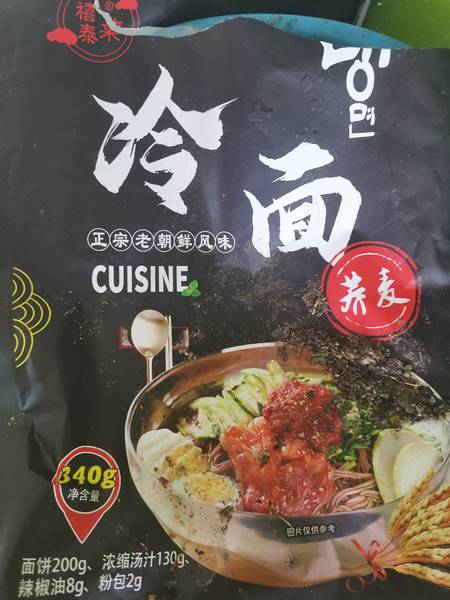 禧
泰来®
냉면
冷面
正宗老朝鲜风味
CUISINE
荞麦
340g
净含量
图片仅供参考
面饼200g、浓缩汤汁130g、
辣椒油8g、粉包2g